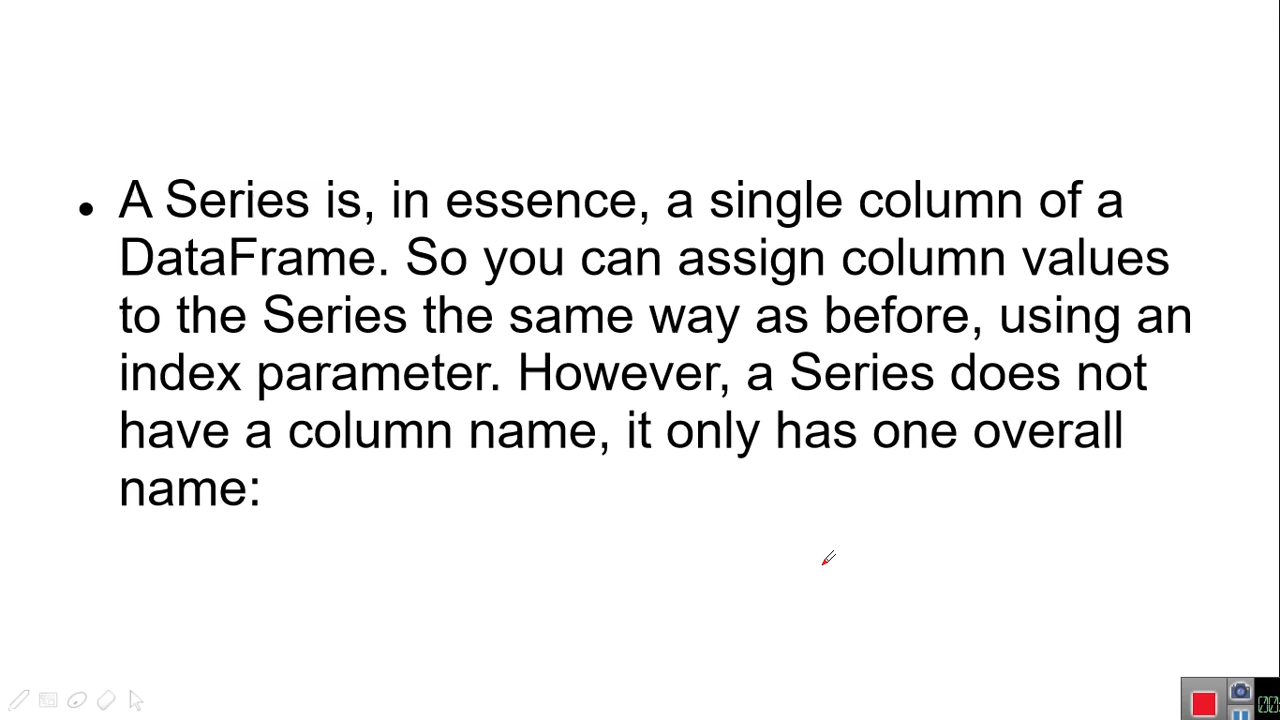 • A Series is, in essence, a single column of a
DataFrame. So you can assign column values
to the Series the same way as before, using an
index parameter. However, a Series does not
have a column name, it only has one overall
name: